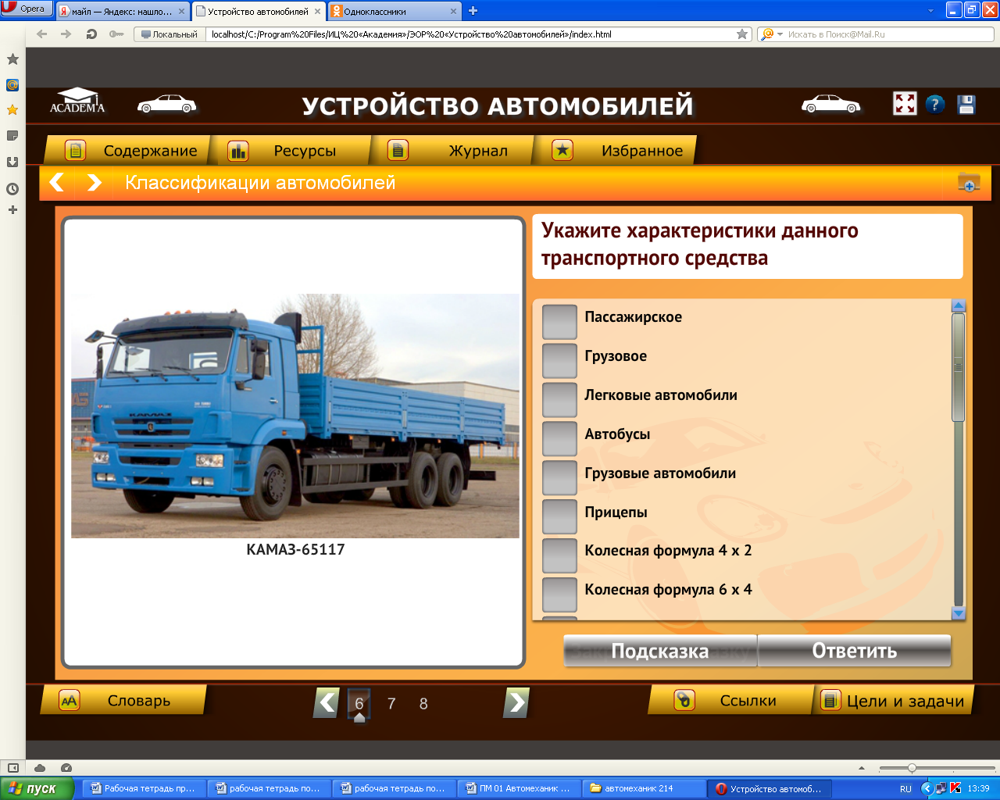 Opera
майл — Яндекс: нашло...
Устройство автомобилей
Одноклассники
Локальный
localhost/C:/Program%20Files/ИЦ%20«Академия»/ЭОР%20«Устройство%20автомобилей»/index.html
Искать в Поиск@Mail.Ru
ACADEMA
УСТРОЙСТВО АВТОМОБИЛЕЙ
Содержание
Ресурсы
Журнал
Избранное
Классификации автомобилей
Укажите характеристики данного
транспортного средства
Пассажирское
Грузовое
Легковые автомобили
Автобусы
Грузовые автомобили
Прицепы
Колесная формула 4 х 2
Колесная формула 6 х 4
КАМАЗ
КАМАЗ-65117
Подсказка
Ответить
Словарь
6 7 8
Ссылки
Цели и задачи
пуск
Рабочая тетрадь пр...
рабочая тетрадь по...
рабочая тетрадь по...
ПМ 01 Автомеханик ...
автомеханик 214
Устройство автомоб...
RU
13:39